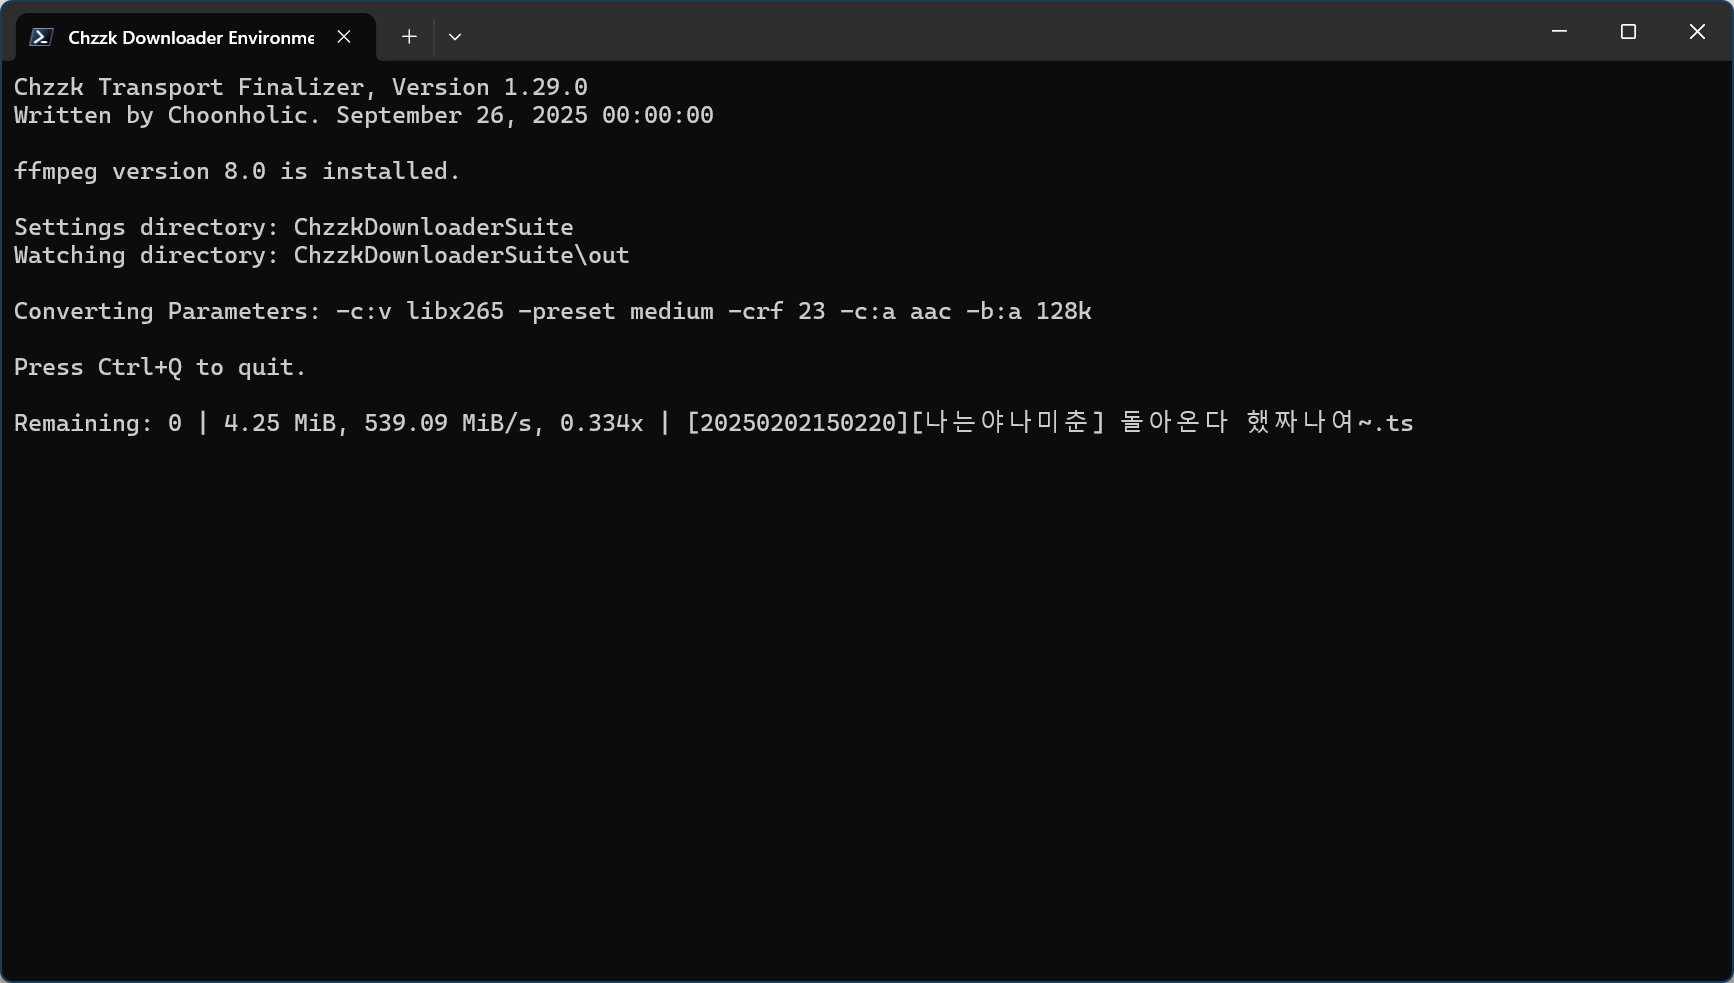 Chzzk Downloader Environme
Chzzk Transport Finalizer, Version 1.29.0
Written by Choonholic. September 26, 2025 00:00:00
ffmpeg version 8.0 is installed.
Settings directory: ChzzkDownloaderSuite
Watching directory: ChzzkDownloaderSuite\out
Converting Parameters: -c:v libx265 -preset medium -crf 23 -c:a aac -b:a 128k
Press Ctrl+Q to quit.
Remaining: 0 | 4.25 MiB, 539.09 MiB/s, 0.334x | [20250202150220][나는야나미춘] 돌아온다 했짜나여~.ts